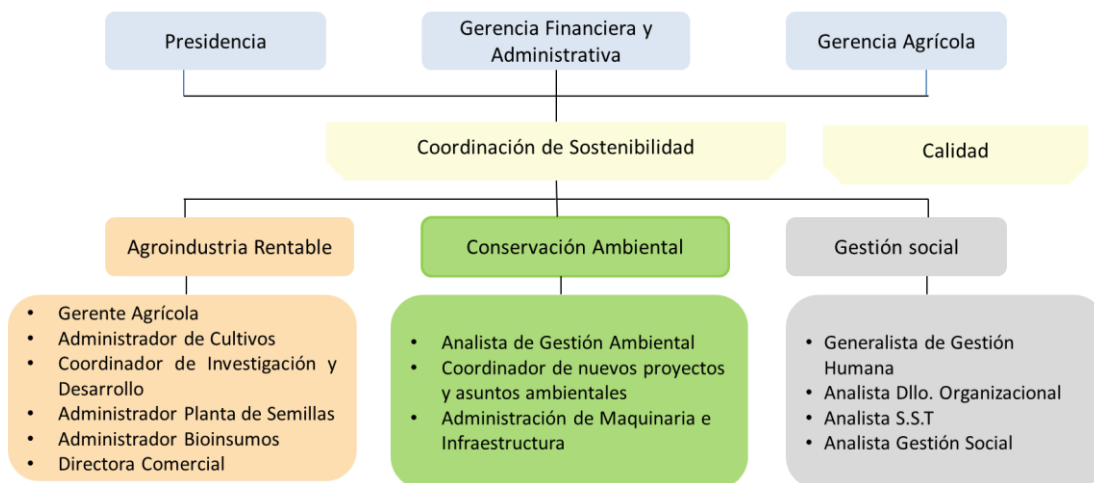 Presidencia
Gerencia Financiera y
Administrativa
Gerencia Agrícola
Coordinación de Sostenibilidad
Calidad
Agroindustria Rentable
Conservación Ambiental
Gestión social
• Gerente Agrícola
• Administrador de Cultivos
• Coordinador de Investigación y
Desarrollo
• Administrador Planta de Semillas
• Administrador Bioinsumos
• Directora Comercial
• Analista de Gestión Ambiental
• Coordinador de nuevos proyectos
y asuntos ambientales
• Administración de Maquinaria e
Infraestructura
• Generalista de Gestión
Humana
• Analista Dllo. Organizacional
• Analista S.S.T
• Analista Gestión Social